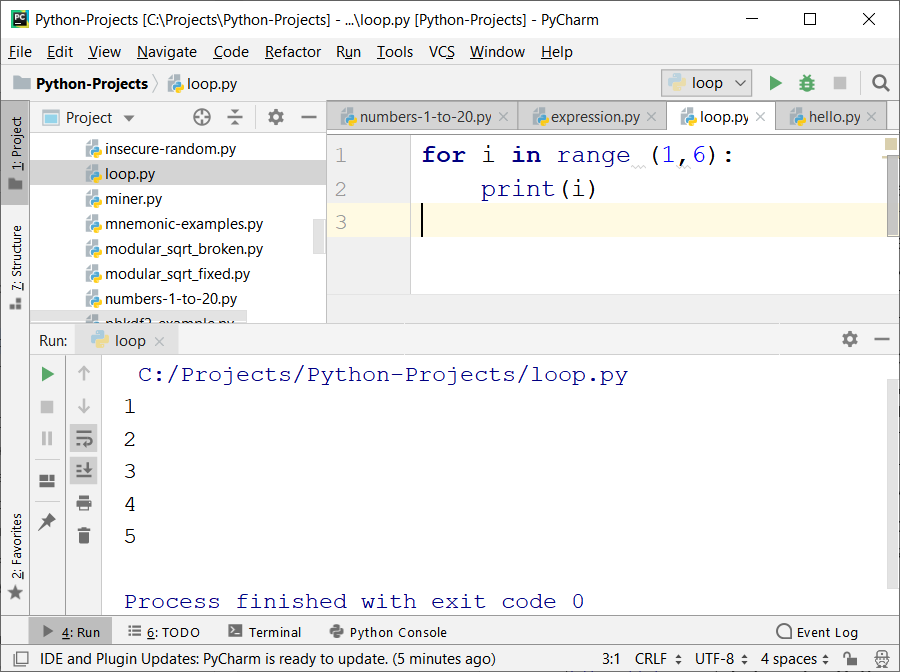 Python-Projects [C:\Projects\Python-Projects] - ...\loop.py [Python-Projects] - PyCharm
File Edit View Navigate Code Refactor Run Tools VCS Window Help
Python-Projects loop.py loop
1: Project
7: Structure
2: Favorites
Project
insecure-random.py
loop.py
miner.py
mnemonic-examples.py
modular_sqrt_broken.py
modular_sqrt_fixed.py
numbers-1-to-20.py
pbkdf2_example.py
numbers-1-to-20.py expression.py loop.py hello.py
1 for i in range (1,6):
2 print(i)
3
Run: loop
C:/Projects/Python-Projects/loop.py
1
2
3
4
5
Process finished with exit code 0
4: Run 6: TODO Terminal Python Console Event Log
IDE and Plugin Updates: PyCharm is ready to update. (5 minutes ago) 3:1 CRLF UTF-8 4 spaces